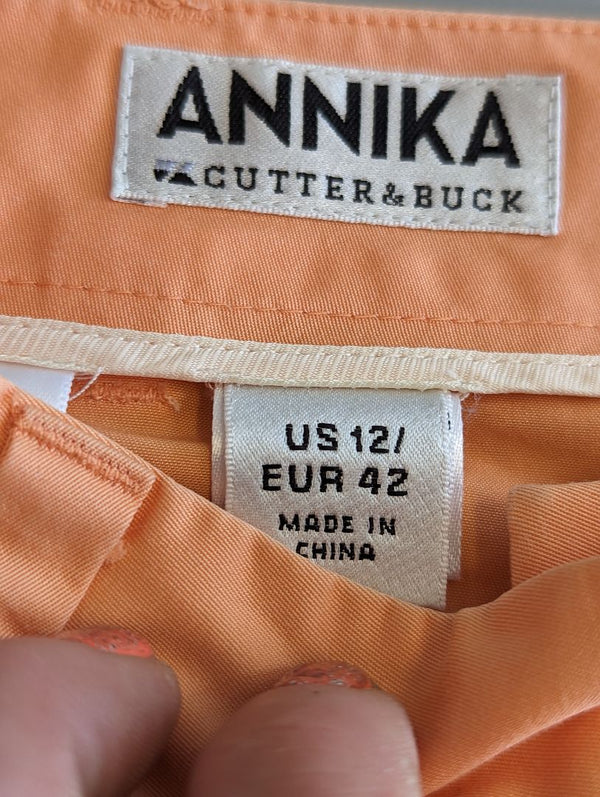 ANNIKA
CUTTER&BUCK
US 12/
EUR 42
MADE IN
CHINA